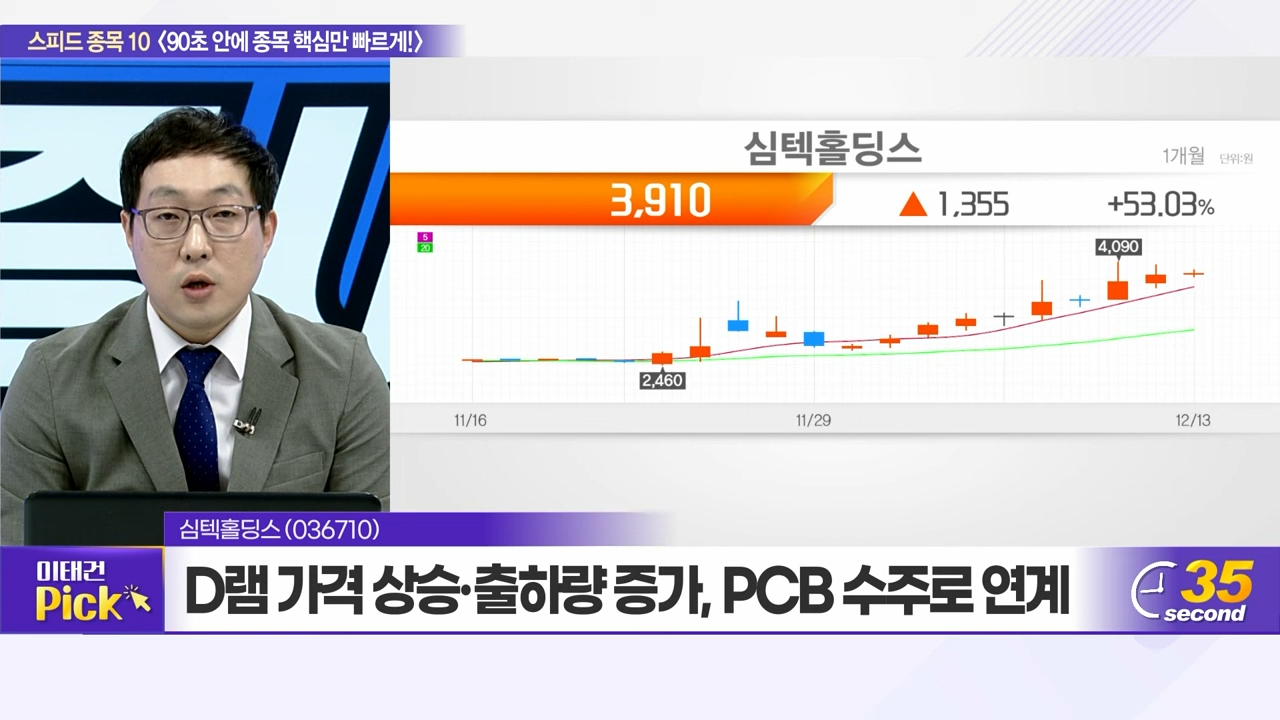 스피드 종목 10 〈90초 안에 종목 핵심만 빠르게!〉
심텍홀딩스
1개월 단위:원
3,910 ▲ 1,355 +53.03%
5
20
4,090
2,460
11/16 11/29 12/13
심텍홀딩스 (036710)
이태건
Pick
D램 가격 상승·출하량 증가, PCB 수주로 연계
35
second